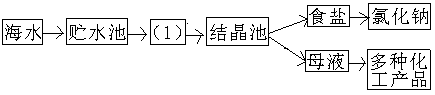 海水 贮水池 (1) 结晶池 食盐 氯化钠
母液 多种化
工产品